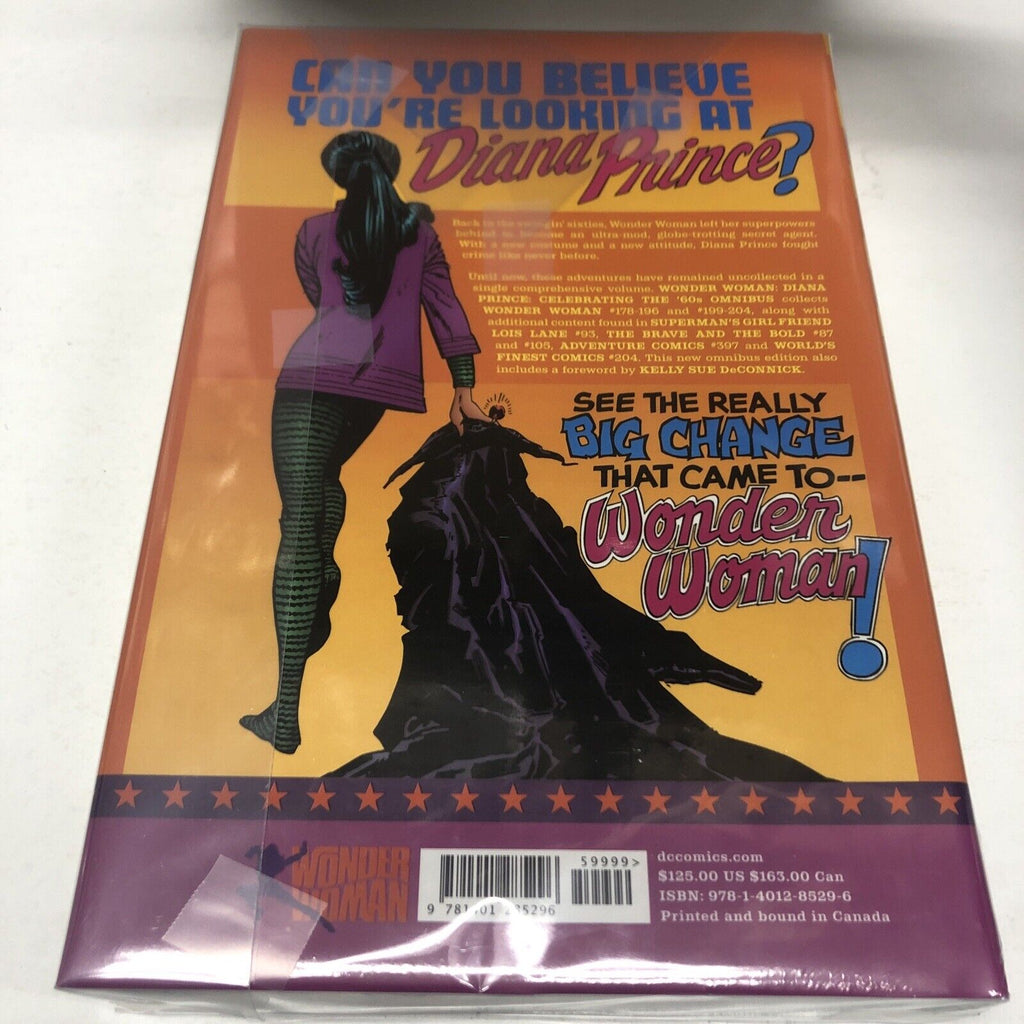 CAN YOU BELIEVE
YOU'RE LOOKING AT
Diana Prince?
Back in the swingin' sixties, Wonder Woman left her superpowers
behind to become an ultra-mod, globe-trotting secret agent.
With a new costume and a new attitude, Diana Prince fought
crime like never before.
Until now, these adventures have remained uncollected in a
single comprehensive volume. WONDER WOMAN: DIANA
PRINCE: CELEBRATING THE '60s OMNIBUS collects
WONDER WOMAN #178-196 and #199-204, along with
additional content found in SUPERMAN'S GIRL FRIEND
LOIS LANE #93, THE BRAVE AND THE BOLD #87
and #105, ADVENTURE COMICS #397 and WORLD'S
FINEST COMICS #204. This new omnibus edition also
includes a foreword by KELLY SUE DeCONNICK.
SEE THE REALLY
BIG CHANGE
THAT CAME TO--
Wonder
Woman!
WONDER
WOMAN
59999>
9 781401 285296
dccomics.com
$125.00 US $163.00 Can
ISBN: 978-1-4012-8529-6
Printed and bound in Canada